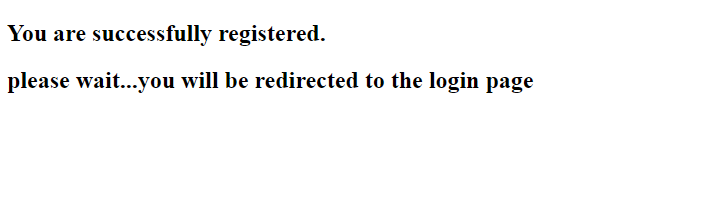 You are successfully registered.
please wait...you will be redirected to the login page